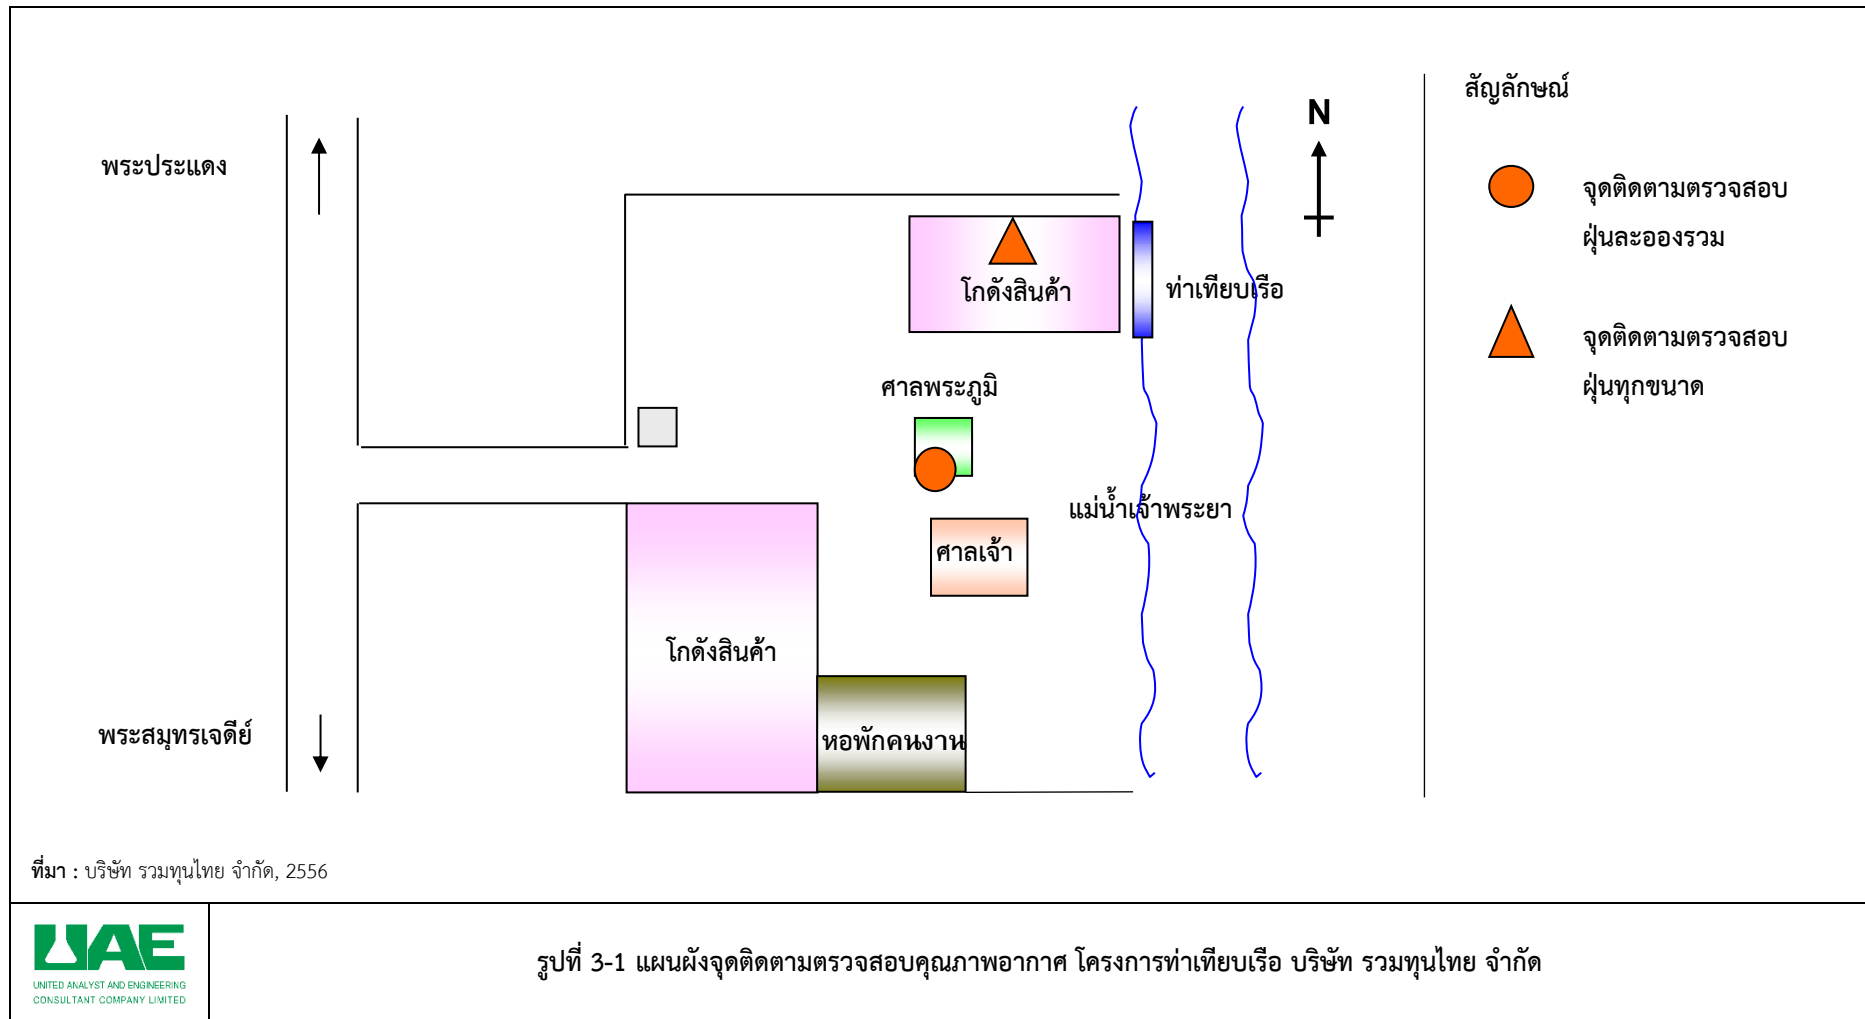 สัญลักษณ์
N
พระประแดง
จุดติดตามตรวจสอบ
ฝุ่นละอองรวม
โกดังสินค้า
ท่าเทียบเรือ
จุดติดตามตรวจสอบ
ฝุ่นทุกขนาด
ศาลพระภูมิ
แม่น้ำเจ้าพระยา
ศาลเจ้า
โกดังสินค้า
พระสมุทรเจดีย์
หอพักคนงาน
ที่มา : บริษัท รวมทุนไทย จำกัด, 2556
UAE
UNITED ANALYST AND ENGINEERING
CONSULTANT COMPANY LIMITED
รูปที่ 3-1 แผนผังจุดติดตามตรวจสอบคุณภาพอากาศ โครงการท่าเทียบเรือ บริษัท รวมทุนไทย จำกัด